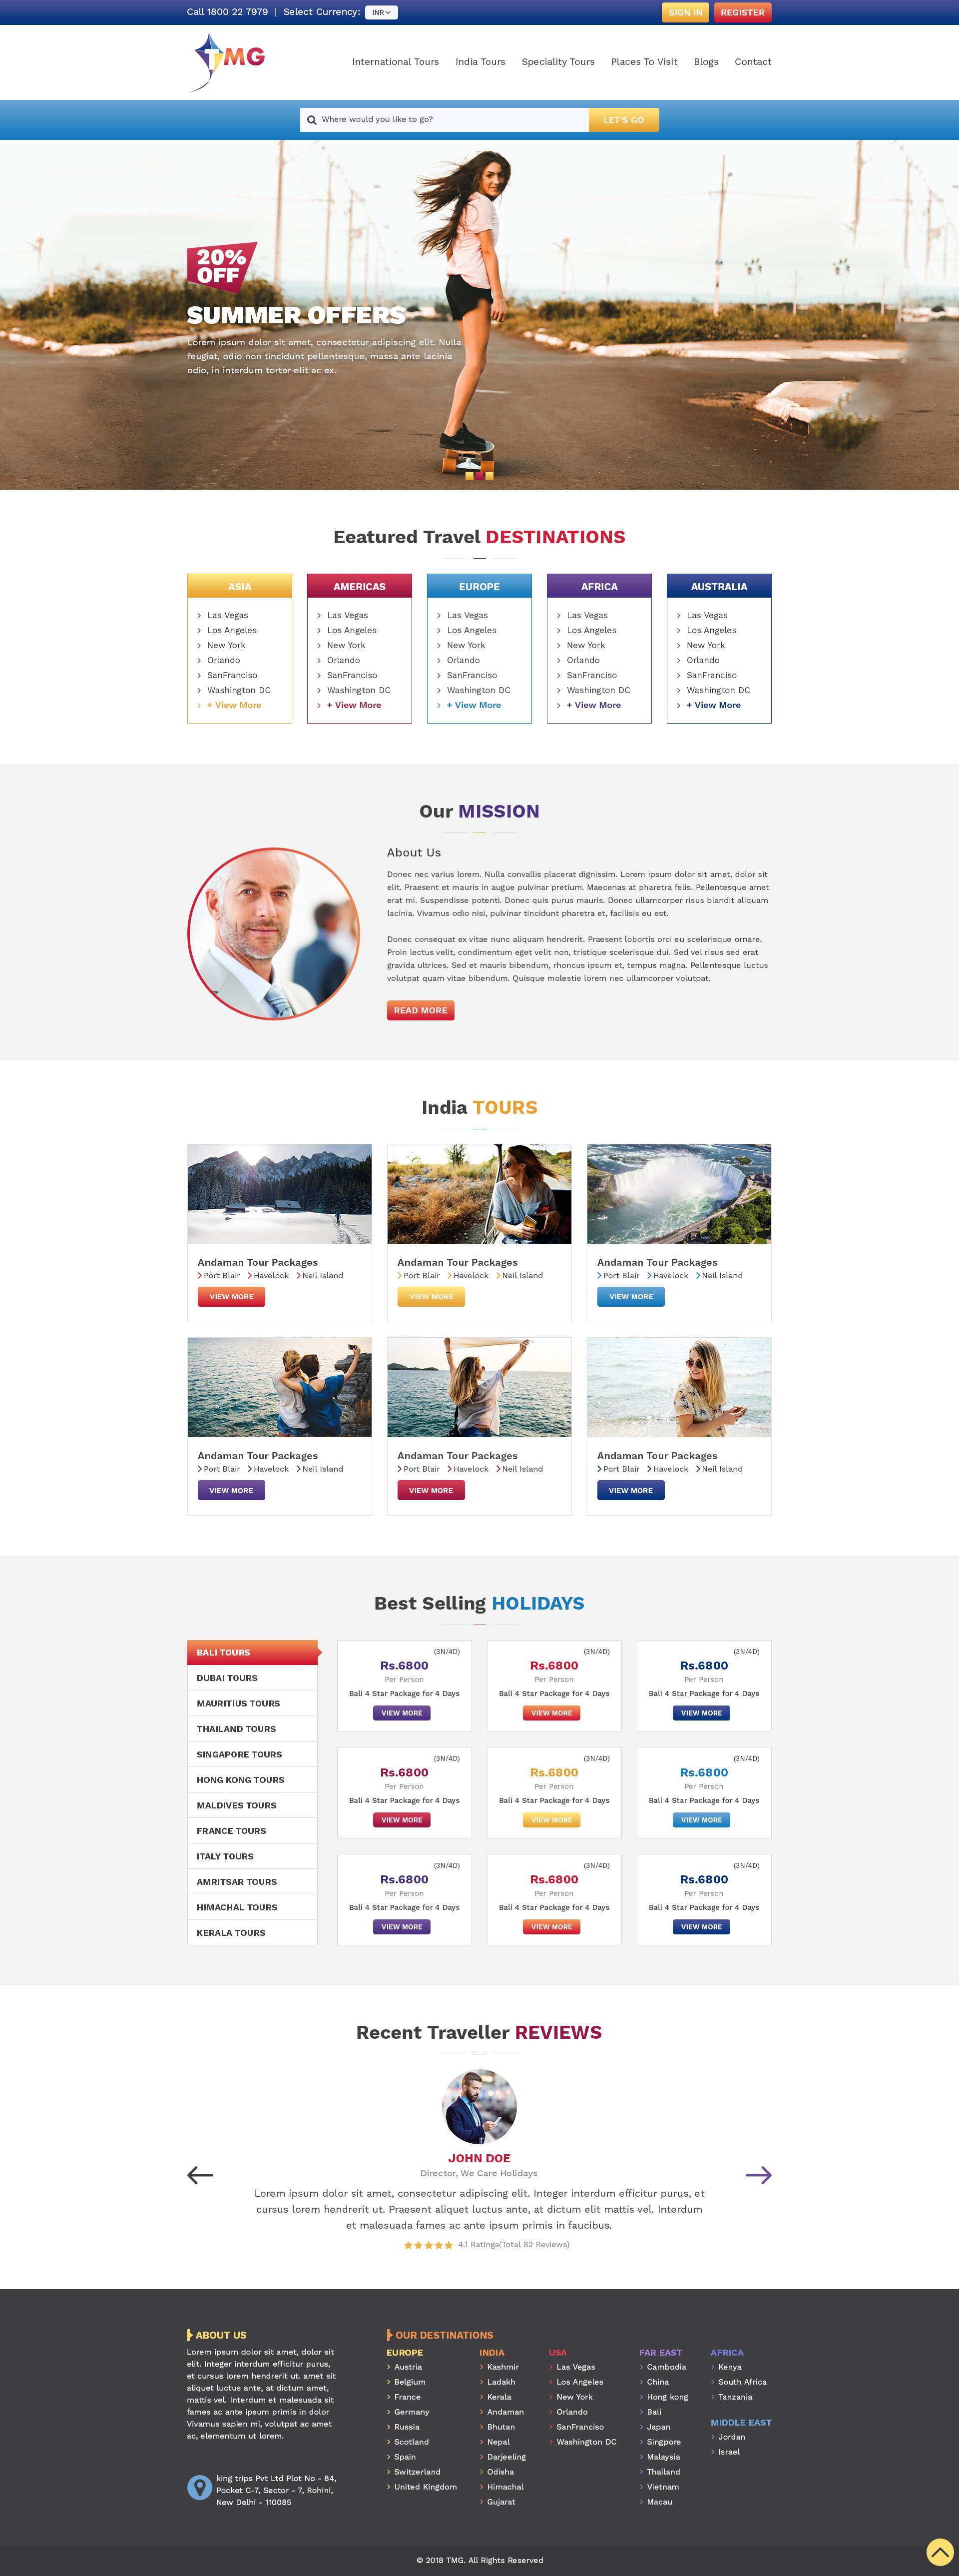 Call 1800 22 7979 | Select Currency: INR
SIGN IN REGISTER
TMG
International Tours India Tours Speciality Tours Places To Visit Blogs Contact
Where would you like to go? LET'S GO
20%
OFF
SUMMER OFFERS
Lorem ipsum dolor sit amet, consectetur adipiscing elit. Nulla
feugiat, odio non tincidunt pellentesque, massa ante lacinia
odio, in interdum tortor elit ac ex.
Eeatured Travel DESTINATIONS
ASIA
Las Vegas
Los Angeles
New York
Orlando
SanFranciso
Washington DC
+ View More
AMERICAS
Las Vegas
Los Angeles
New York
Orlando
SanFranciso
Washington DC
+ View More
EUROPE
Las Vegas
Los Angeles
New York
Orlando
SanFranciso
Washington DC
+ View More
AFRICA
Las Vegas
Los Angeles
New York
Orlando
SanFranciso
Washington DC
+ View More
AUSTRALIA
Las Vegas
Los Angeles
New York
Orlando
SanFranciso
Washington DC
+ View More
Our MISSION
About Us
Donec nec varius lorem. Nulla convallis placerat dignissim. Lorem ipsum dolor sit amet, dolor sit
elit. Praesent et mauris in augue pulvinar pretium. Maecenas at pharetra felis. Pellentesque amet
erat mi. Suspendisse potenti. Donec quis purus mauris. Donec ullamcorper risus blandit aliquam
lacinia. Vivamus odio nisi, pulvinar tincidunt pharetra et, facilisis eu est.
Donec consequat ex vitae nunc aliquam hendrerit. Praesent lobortis orci eu scelerisque ornare.
Proin lectus velit, condimentum eget velit non, tristique scelerisque dui. Sed vel risus sed erat
gravida ultrices. Sed et mauris bibendum, rhoncus ipsum et, tempus magna. Pellentesque luctus
volutpat quam vitae bibendum. Quisque molestie lorem nec ullamcorper volutpat.
READ MORE
India TOURS
Andaman Tour Packages
Port Blair Havelock Neil Island
VIEW MORE
Andaman Tour Packages
Port Blair Havelock Neil Island
VIEW MORE
Andaman Tour Packages
Port Blair Havelock Neil Island
VIEW MORE
Andaman Tour Packages
Port Blair Havelock Neil Island
VIEW MORE
Andaman Tour Packages
Port Blair Havelock Neil Island
VIEW MORE
Andaman Tour Packages
Port Blair Havelock Neil Island
VIEW MORE
Best Selling HOLIDAYS
BALI TOURS
DUBAI TOURS
MAURITIUS TOURS
THAILAND TOURS
SINGAPORE TOURS
HONG KONG TOURS
MALDIVES TOURS
FRANCE TOURS
ITALY TOURS
AMRITSAR TOURS
HIMACHAL TOURS
KERALA TOURS
(3N/4D)
Rs.6800
Per Person
Bali 4 Star Package for 4 Days
VIEW MORE
(3N/4D)
Rs.6800
Per Person
Bali 4 Star Package for 4 Days
VIEW MORE
(3N/4D)
Rs.6800
Per Person
Bali 4 Star Package for 4 Days
VIEW MORE
(3N/4D)
Rs.6800
Per Person
Bali 4 Star Package for 4 Days
VIEW MORE
(3N/4D)
Rs.6800
Per Person
Bali 4 Star Package for 4 Days
VIEW MORE
(3N/4D)
Rs.6800
Per Person
Bali 4 Star Package for 4 Days
VIEW MORE
(3N/4D)
Rs.6800
Per Person
Bali 4 Star Package for 4 Days
VIEW MORE
(3N/4D)
Rs.6800
Per Person
Bali 4 Star Package for 4 Days
VIEW MORE
(3N/4D)
Rs.6800
Per Person
Bali 4 Star Package for 4 Days
VIEW MORE
Recent Traveller REVIEWS
JOHN DOE
Director, We Care Holidays
Lorem ipsum dolor sit amet, consectetur adipiscing elit. Integer interdum efficitur purus, et
cursus lorem hendrerit ut. Praesent aliquet luctus ante, at dictum elit mattis vel. Interdum
et malesuada fames ac ante ipsum primis in faucibus.
4.1 Ratings(Total 82 Reviews)
ABOUT US
Lorem ipsum dolor sit amet, dolor sit
elit. Integer interdum efficitur purus,
et cursus lorem hendrerit ut. amet sit
aliquet luctus ante, at dictum amet,
mattis vel. Interdum et malesuada sit
fames ac ante ipsum primis in dolor
Vivamus sapien mi, volutpat ac amet
ac, elementum ut lorem.
king trips Pvt Ltd Plot No - 84,
Pocket C-7, Sector - 7, Rohini,
New Delhi - 110085
OUR DESTINATIONS
EUROPE
Austria
Belgium
France
Germany
Russia
Scotland
Spain
Switzerland
United Kingdom
INDIA
Kashmir
Ladakh
Kerala
Andaman
Bhutan
Nepal
Darjeeling
Odisha
Himachal
Gujarat
USA
Las Vegas
Los Angeles
New York
Orlando
SanFranciso
Washington DC
FAR EAST
Cambodia
China
Hong kong
Bali
Japan
Singpore
Malaysia
Thailand
Vietnam
Macau
AFRICA
Kenya
South Africa
Tanzania
MIDDLE EAST
Jordan
Israel
© 2018 TMG. All Rights Reserved